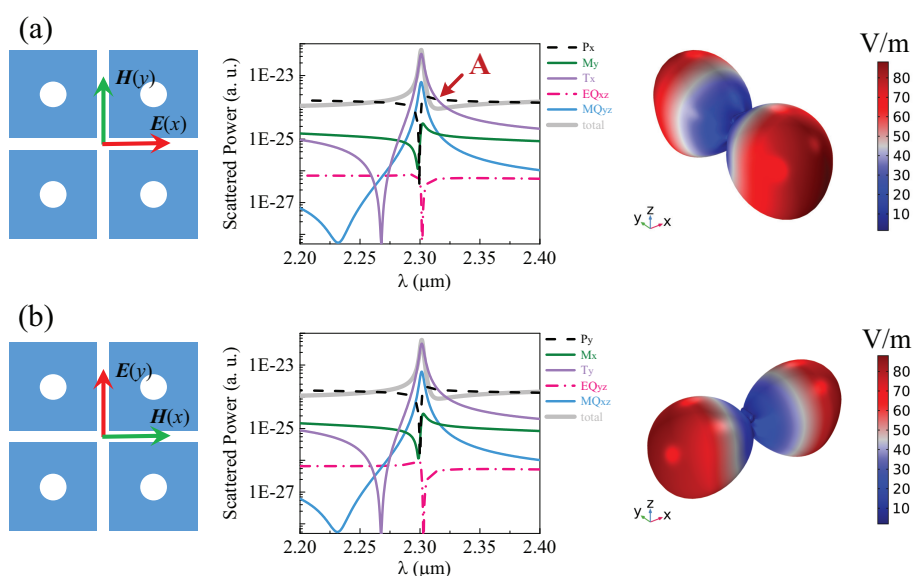 (a)
H(y)
E(x)
Scattered Power (a. u.)
1E-23
1E-25
1E-27
2.20 2.25 2.30 2.35 2.40
λ (μm)
A
Px
My
Tx
EQxz
MQyz
total
V/m
80
70
60
50
40
30
20
10
y z x
(b)
E(y)
H(x)
Scattered Power (a. u.)
1E-23
1E-25
1E-27
2.20 2.25 2.30 2.35 2.40
λ (μm)
Py
Mx
Ty
EQyz
MQxz
total
V/m
80
70
60
50
40
30
20
10
y z x